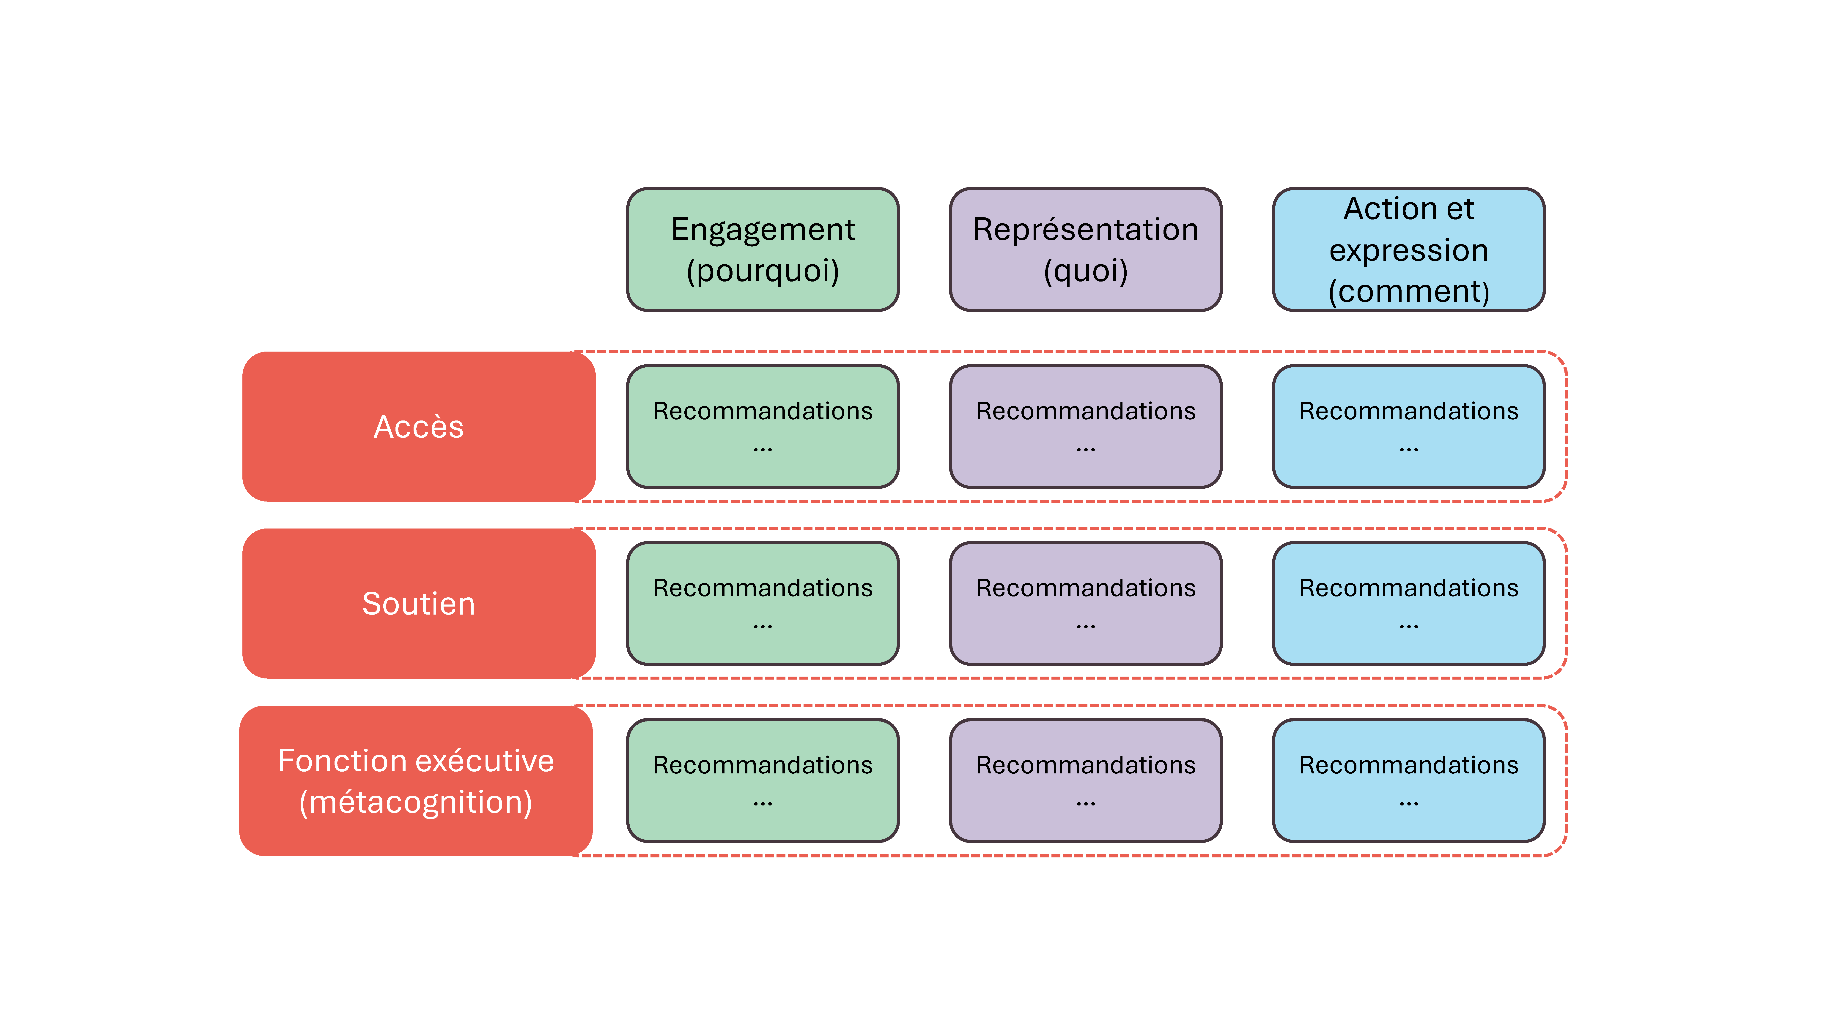 Engagement
(pourquoi)
Représentation
(quoi)
Action et
expression
(comment)
Accès
Recommandations
...
Recommandations
...
Recommandations
...
Soutien
Recommandations
...
Recommandations
...
Recommandations
...
Fonction exécutive
(métacognition)
Recommandations
...
Recommandations
...
Recommandations
...